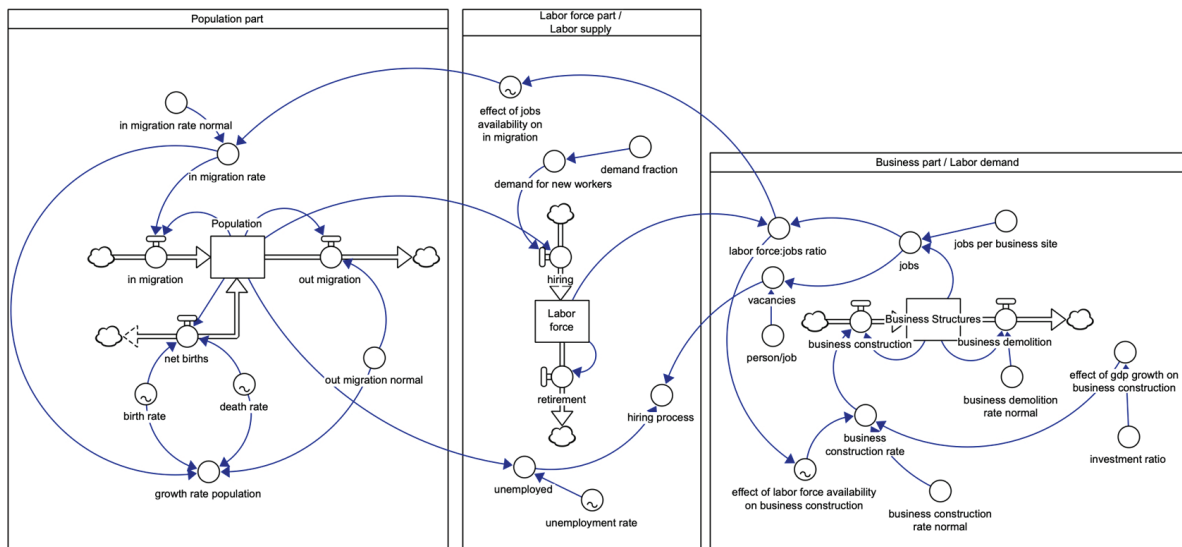 Population part
Labor force part /
Labor supply
effect of jobs
availability on
in migration
in migration rate normal
in migration rate
demand fraction
demand for new workers
Business part / Labor demand
Population
in migration
out migration
hiring
labor force:jobs ratio
jobs
jobs per business site
vacancies
Labor
force
Business Structures
business construction
business demolition
person/job
net births
out migration normal
birth rate
death rate
retirement
hiring process
business demolition
rate normal
effect of gdp growth on
business construction
business
construction rate
investment ratio
growth rate population
unemployed
unemployment rate
effect of labor force availability
on business construction
business construction
rate normal